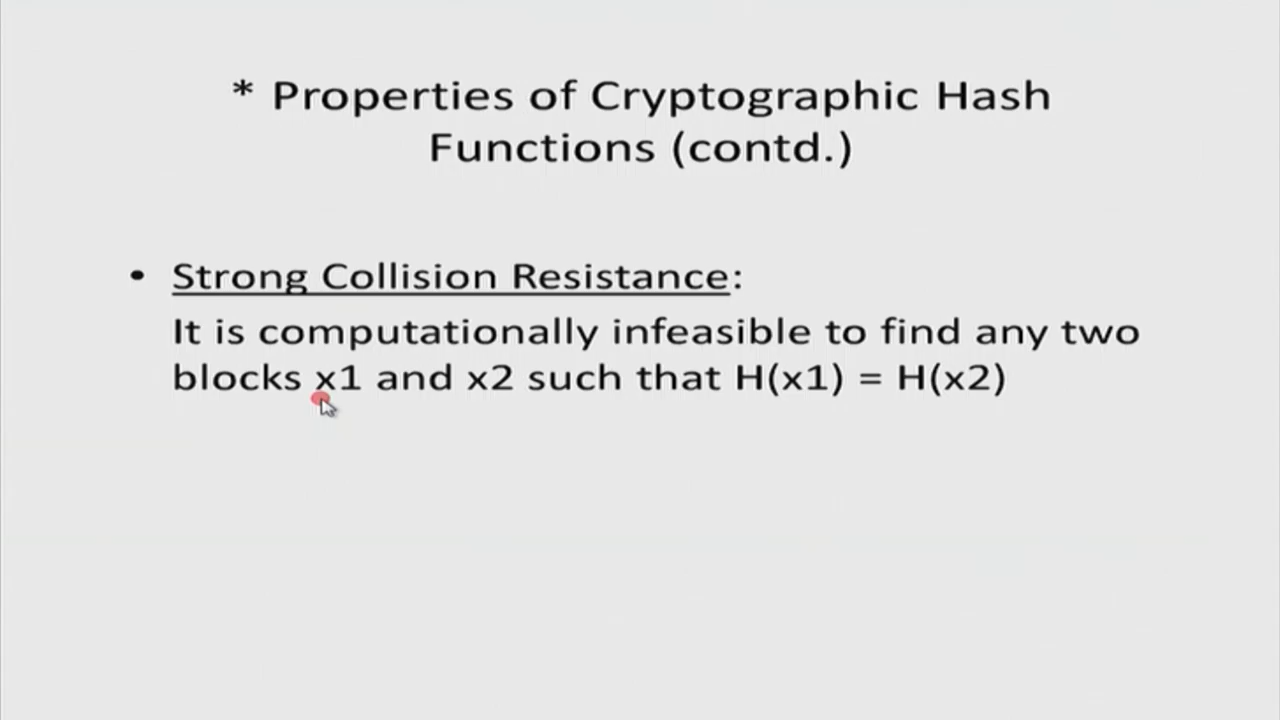 * Properties of Cryptographic Hash
Functions (contd.)
• Strong Collision Resistance:
It is computationally infeasible to find any two
blocks x1 and x2 such that H(x1) = H(x2)